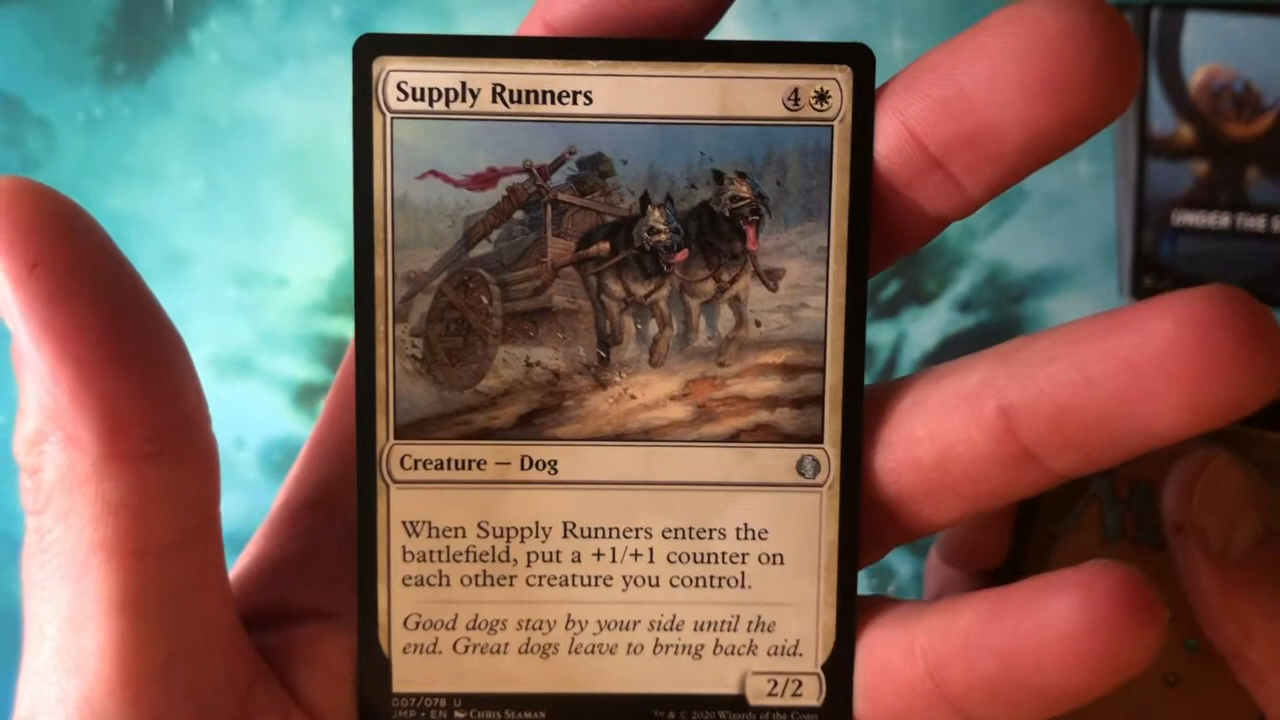 Supply Runners 4
UNDER THE
Creature — Dog
When Supply Runners enters the
battlefield, put a +1/+1 counter on
each other creature you control.
Good dogs stay by your side until the
end. Great dogs leave to bring back aid.
2/2
007/078 U
JMP • EN CHRIS SEAMAN
™ & © 2020 Wizards of the Coast